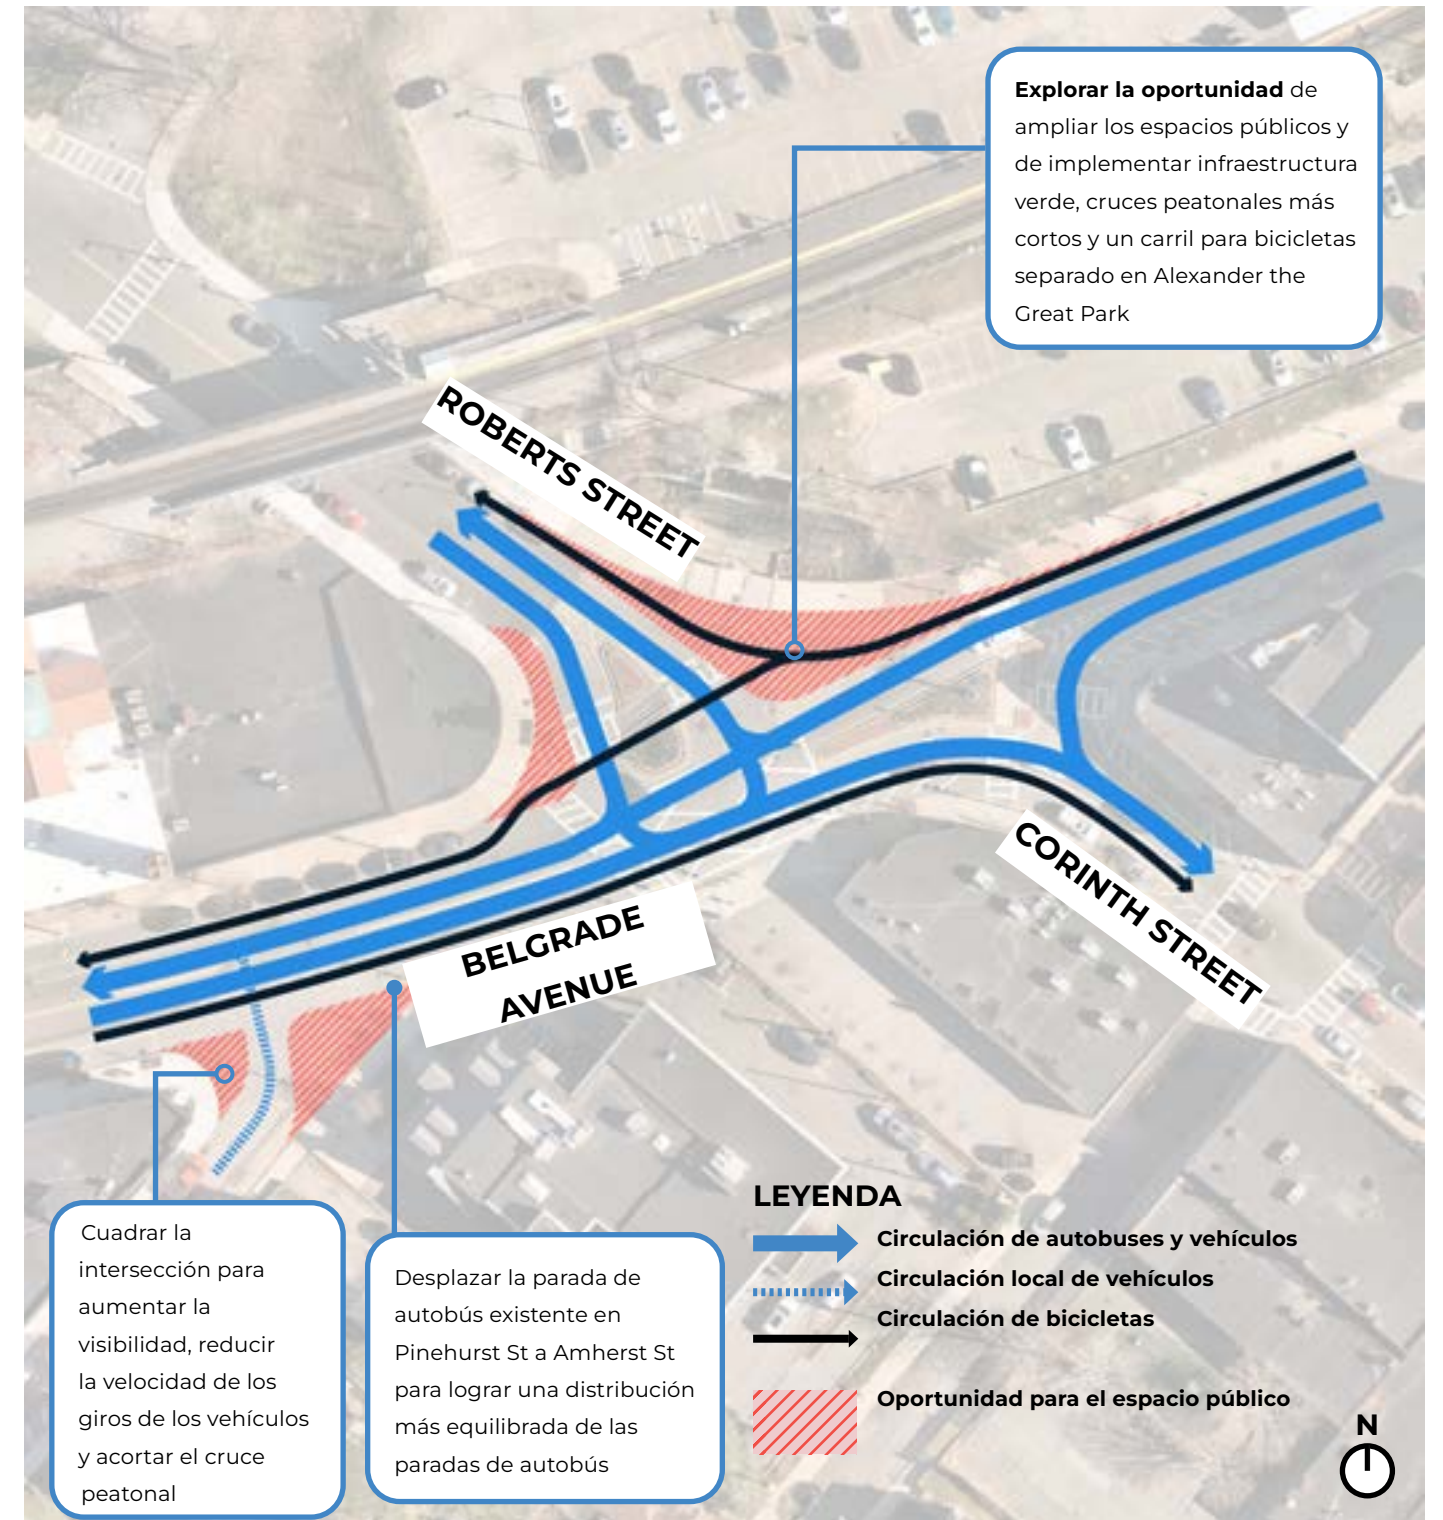 Explorar la oportunidad de
ampliar los espacios públicos y
de implementar infraestructura
verde, cruces peatonales más
cortos y un carril para bicicletas
separado en Alexander the
Great Park
ROBERTS STREET
CORINTH STREET
BELGRADE
AVENUE
Cuadrar la
intersección para
aumentar la
visibilidad, reducir
la velocidad de los
giros de los vehículos
y acortar el cruce
peatonal
Desplazar la parada de
autobús existente en
Pinehurst St a Amherst St
para lograr una distribución
más equilibrada de las
paradas de autobús
LEYENDA
Circulación de autobuses y vehículos
Circulación local de vehículos
Circulación de bicicletas
Oportunidad para el espacio público
N